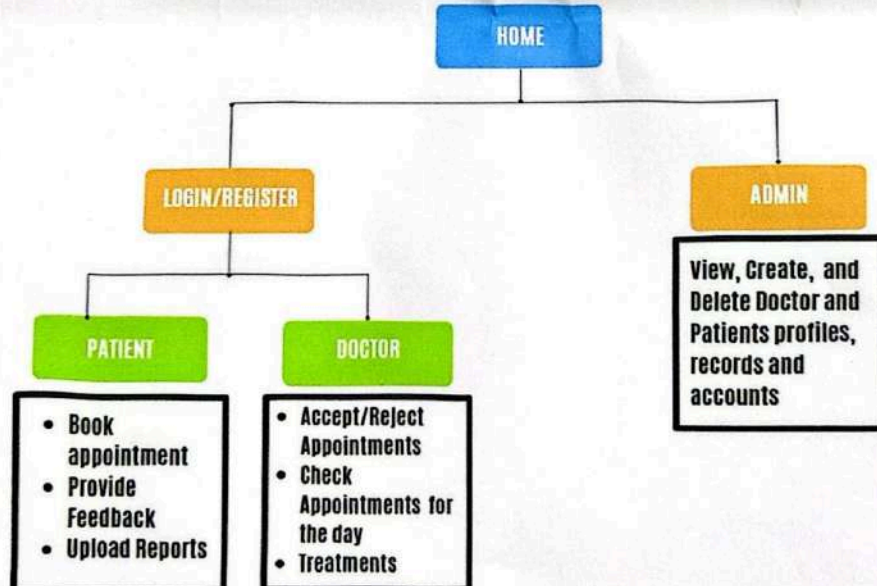 HOME
LOGIN/REGISTER
ADMIN
View, Create, and
Delete Doctor and
Patients profiles,
records and
accounts
PATIENT
DOCTOR
• Book
appointment
• Provide
Feedback
• Upload Reports
• Accept/Reject
Appointments
• Check
Appointments for
the day
• Treatments